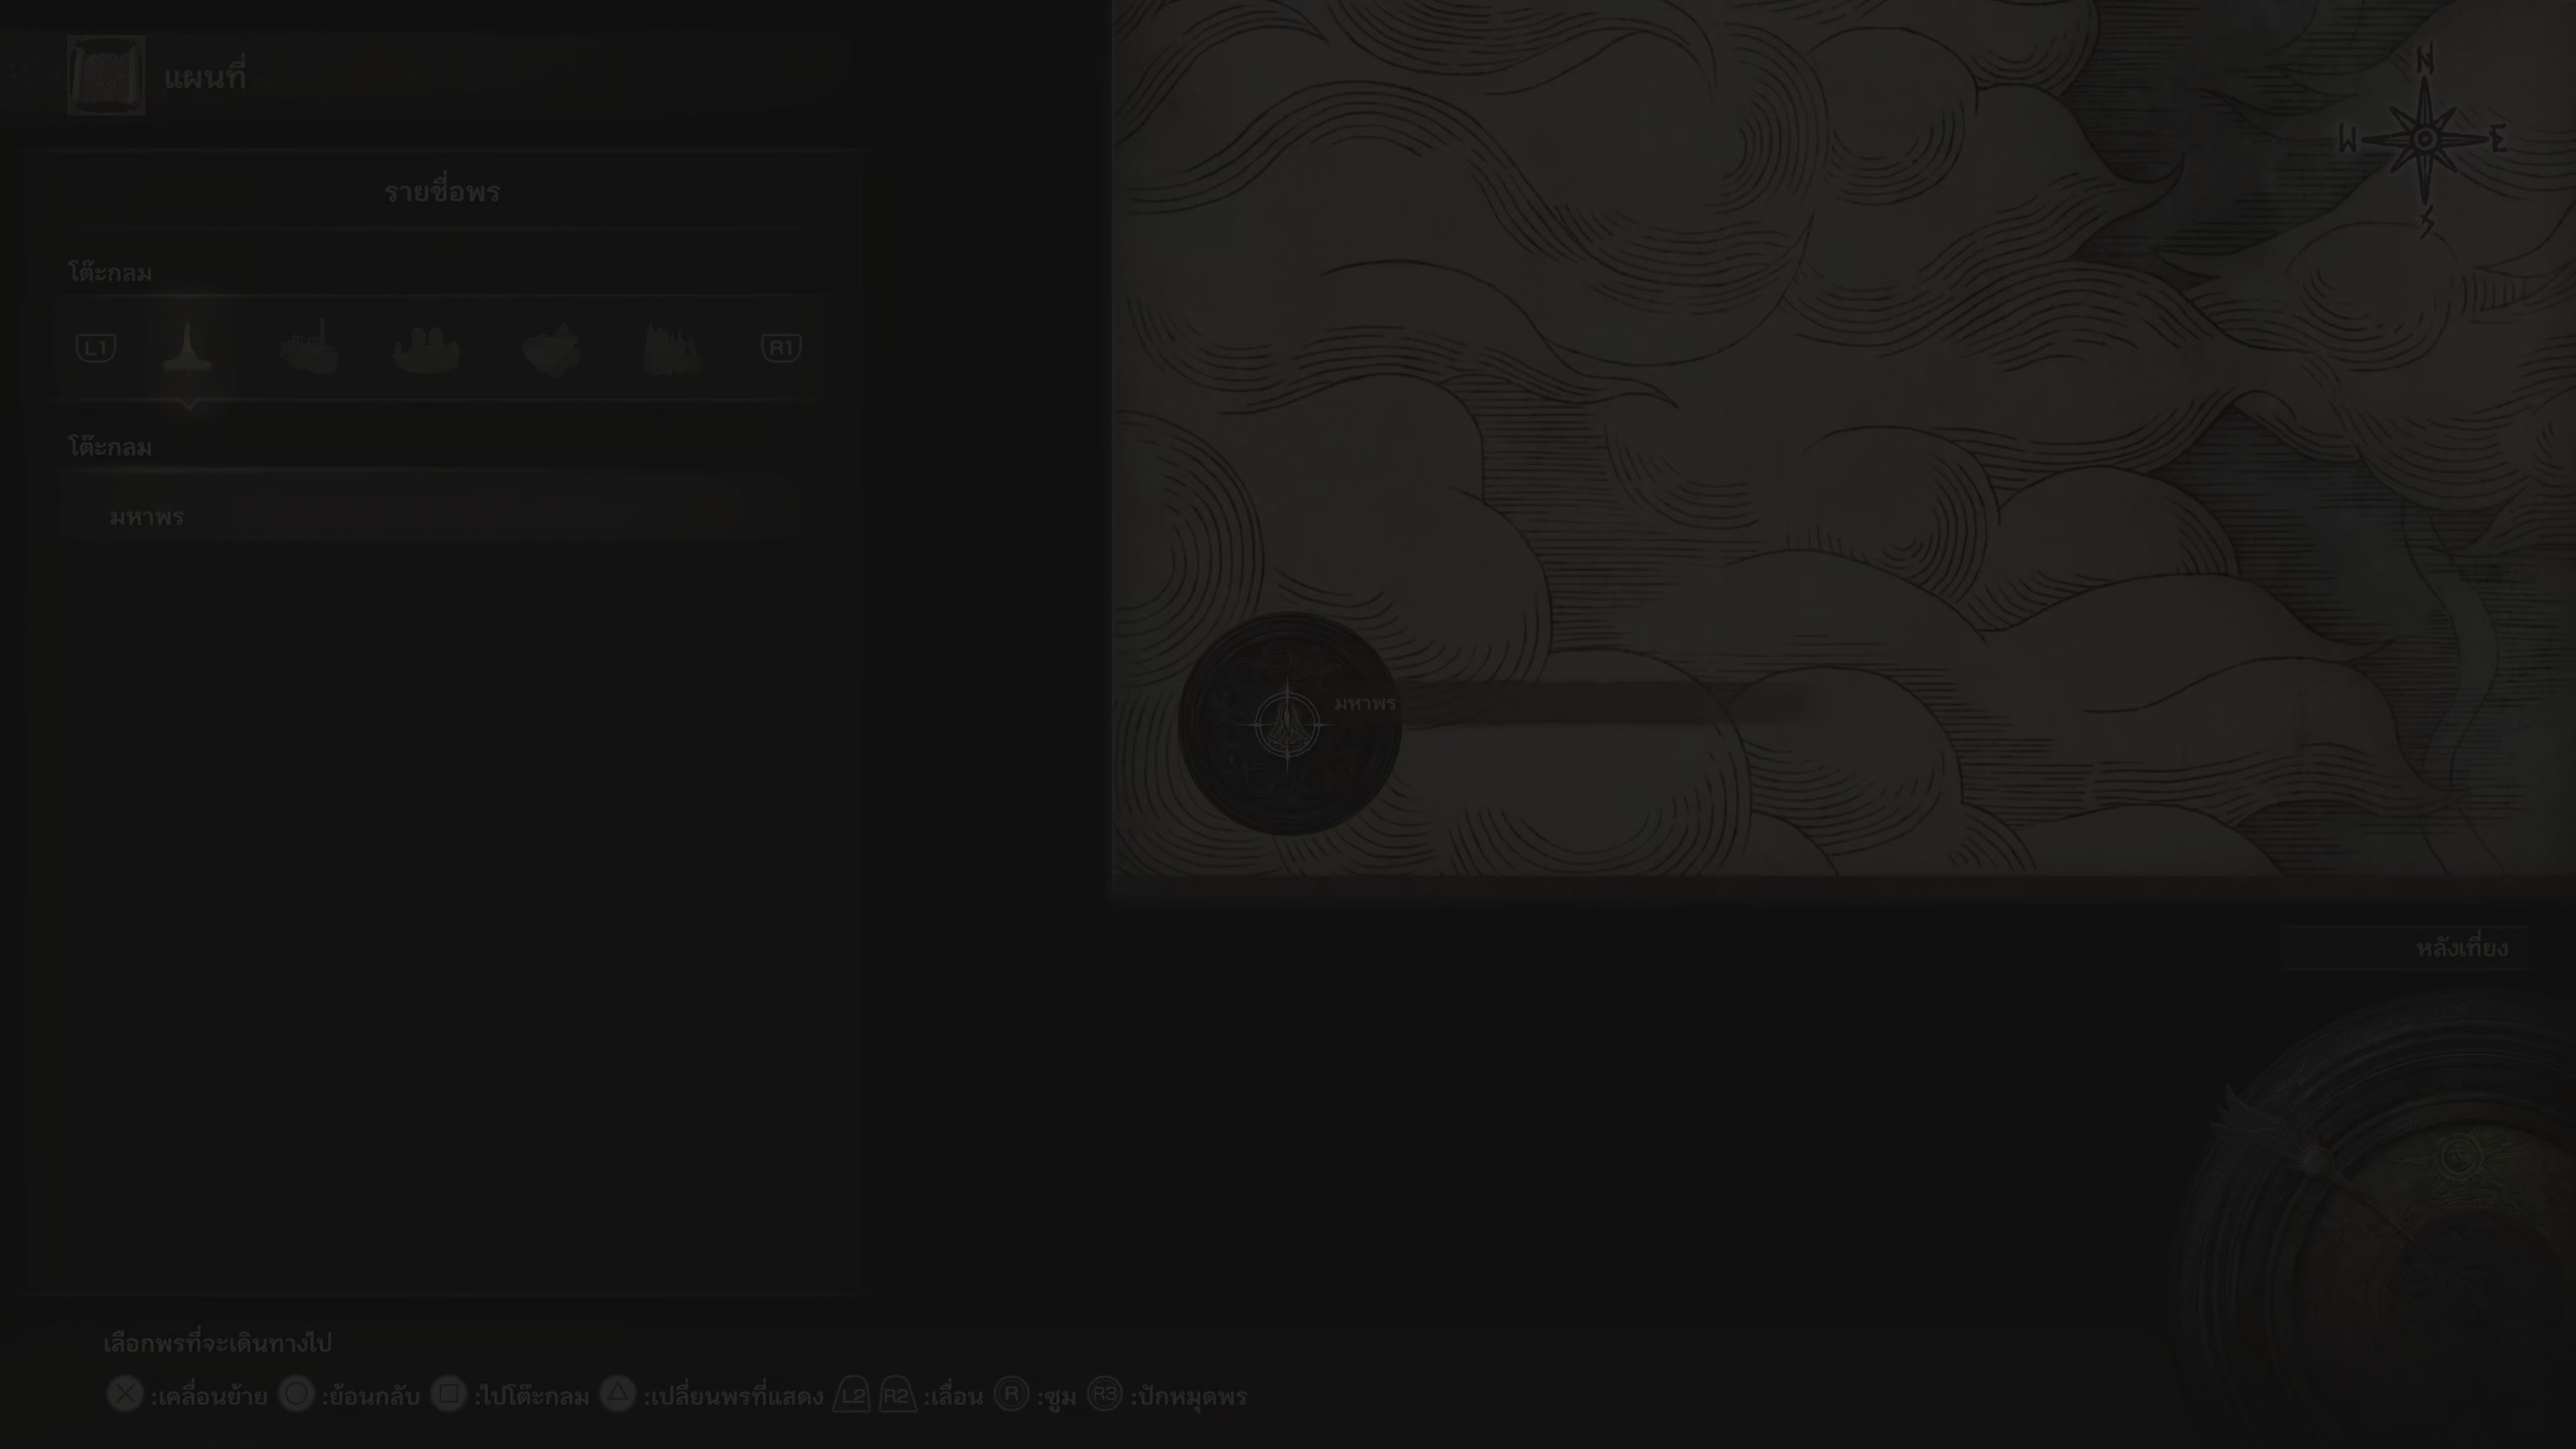 แผนที่
รายชื่อพร
โต๊ะกลม
L1 R1
โต๊ะกลม
มหาพร
N
W E
S
มหาพร
หลังเที่ยง
เลือกพรที่จะเดินทางไป
:เคลื่อนย้าย :ย้อนกลับ :ไปโต๊ะกลม :เปลี่ยนพรที่แสดง L2 R2 :เลื่อน R :ซูม R3 :ปักหมุดพร